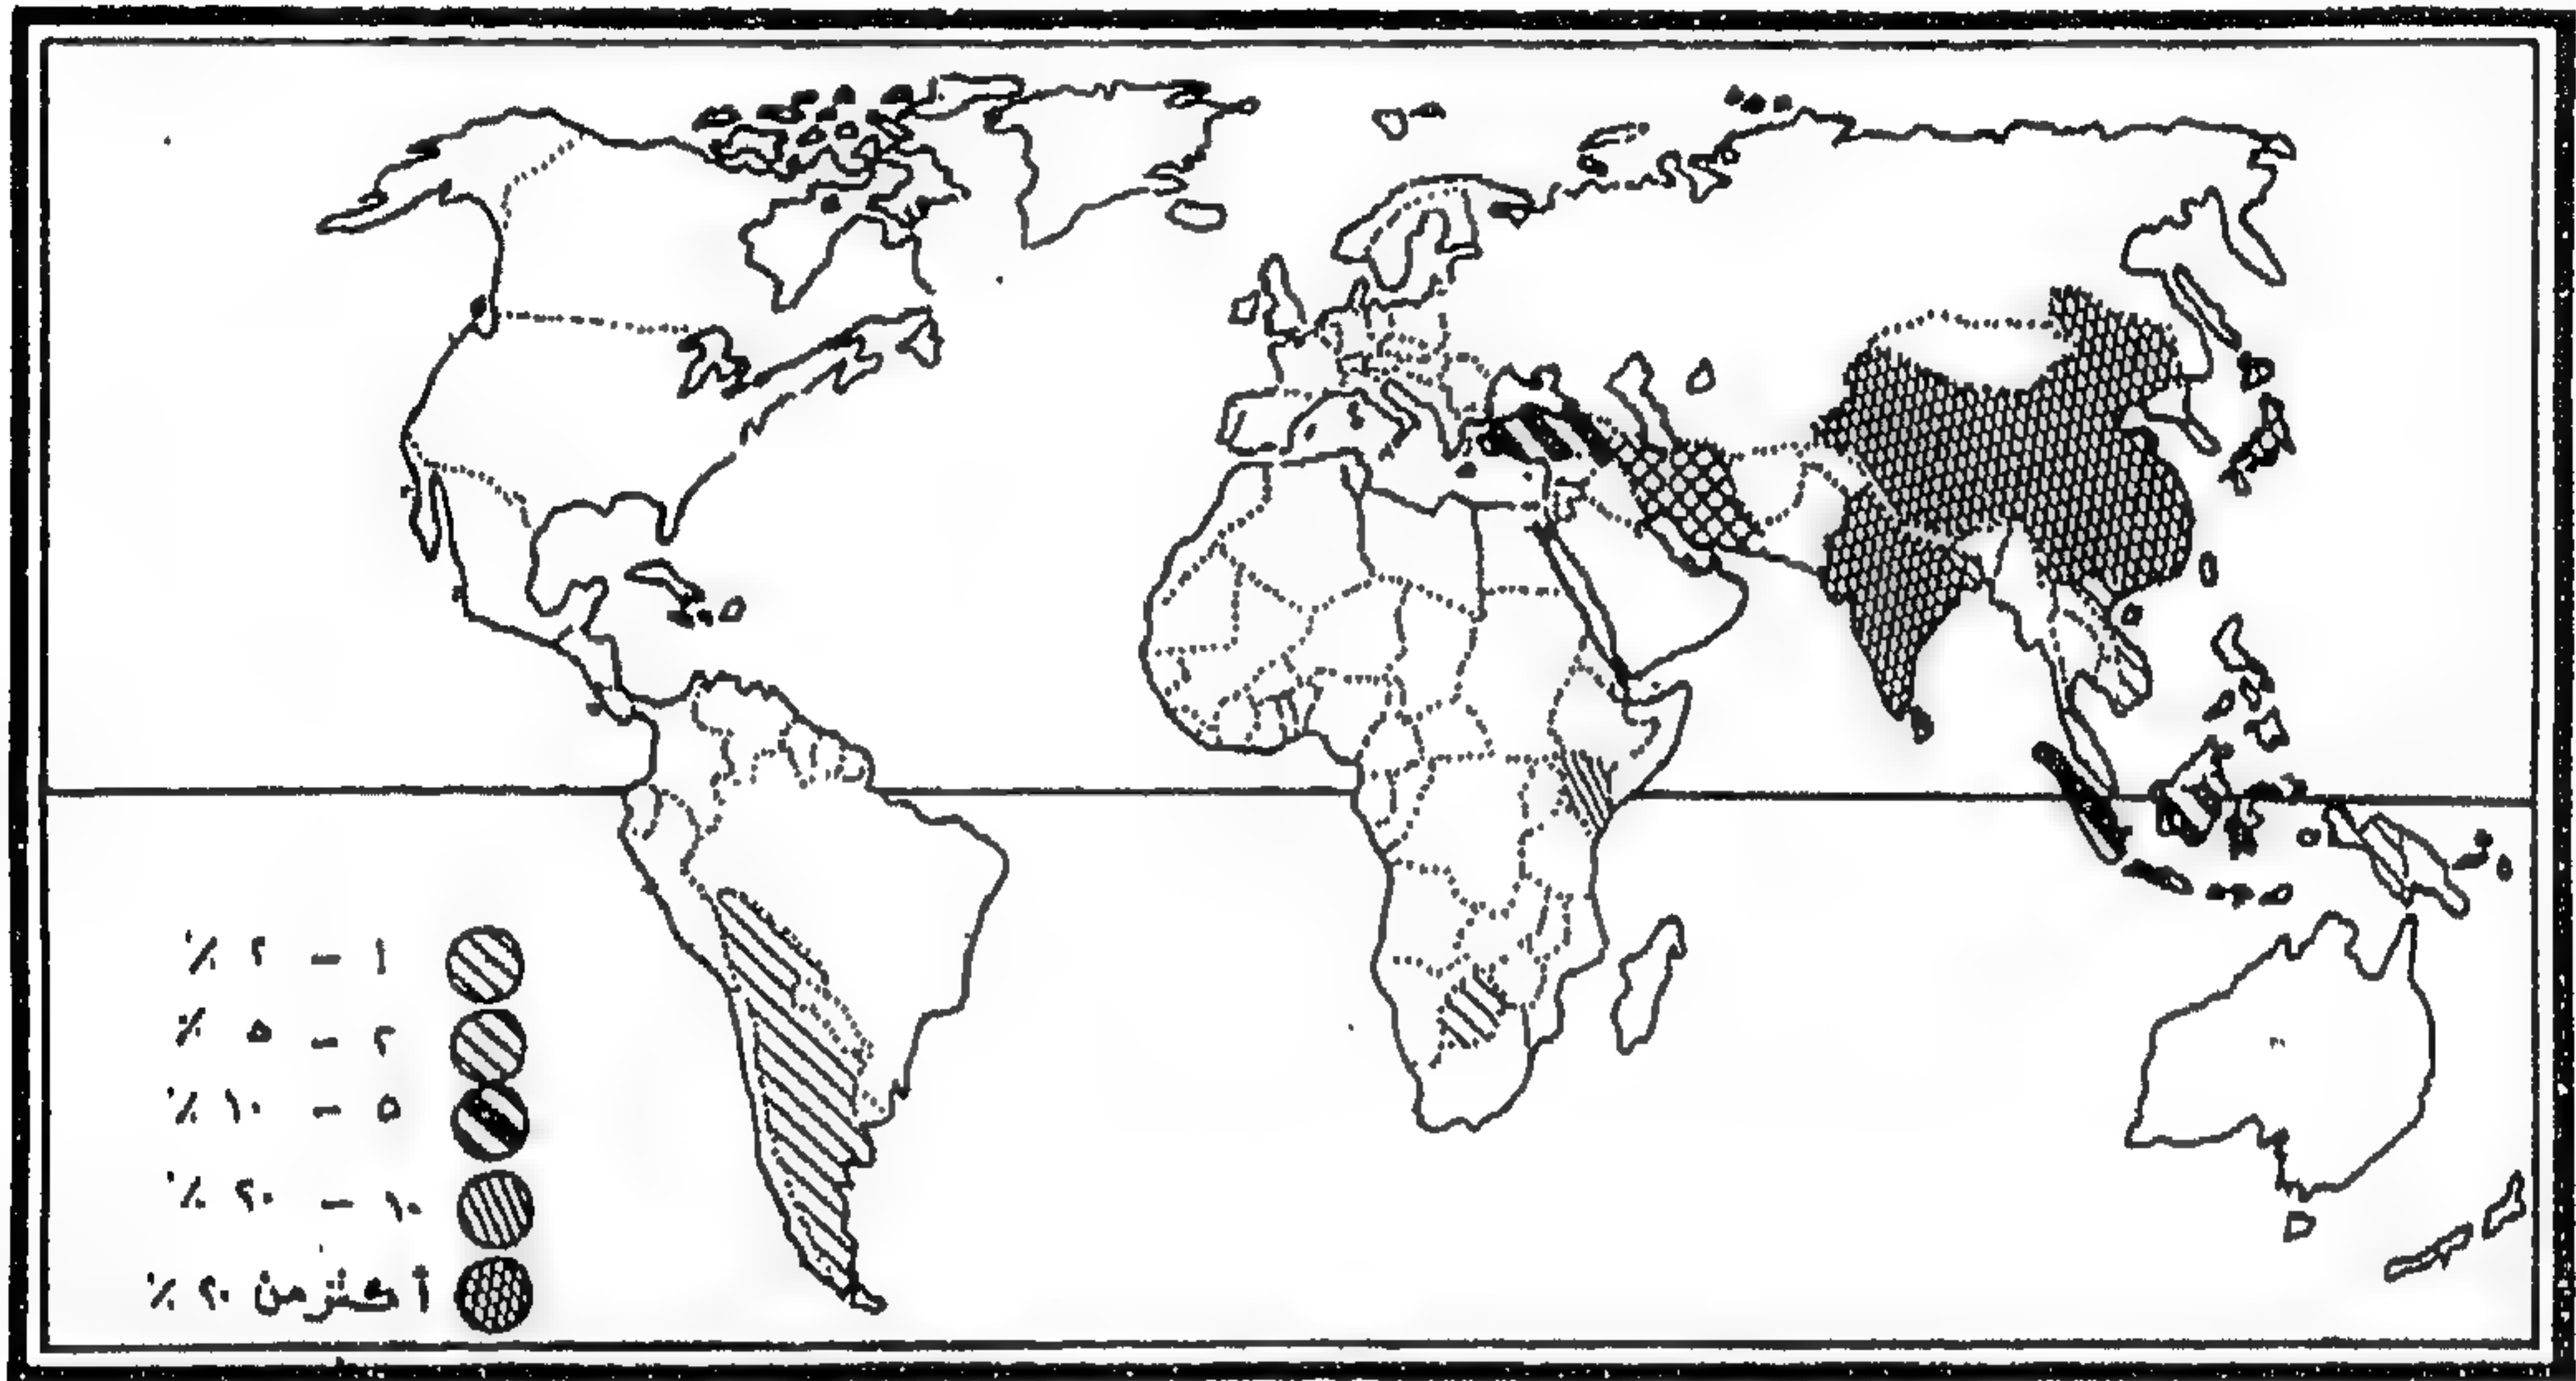 ١ – ٢ ٪
٢ – ٥ ٪
٥ – ١٠ ٪
١٠ – ٢٠ ٪
أكثر من ٢٠ ٪